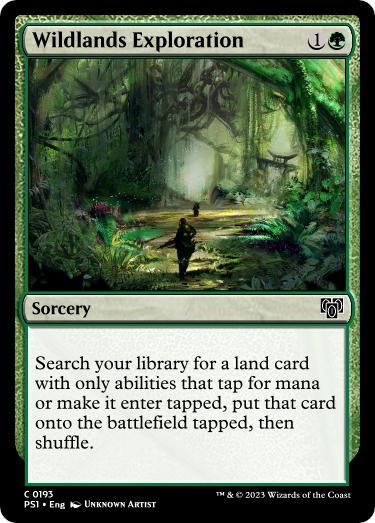 Wildlands Exploration 1
Sorcery
Search your library for a land card
with only abilities that tap for mana
or make it enter tapped, put that card
onto the battlefield tapped, then
shuffle.
C 0193
PS1 • Eng Unknown Artist
™ & © 2023 Wizards of the Coast